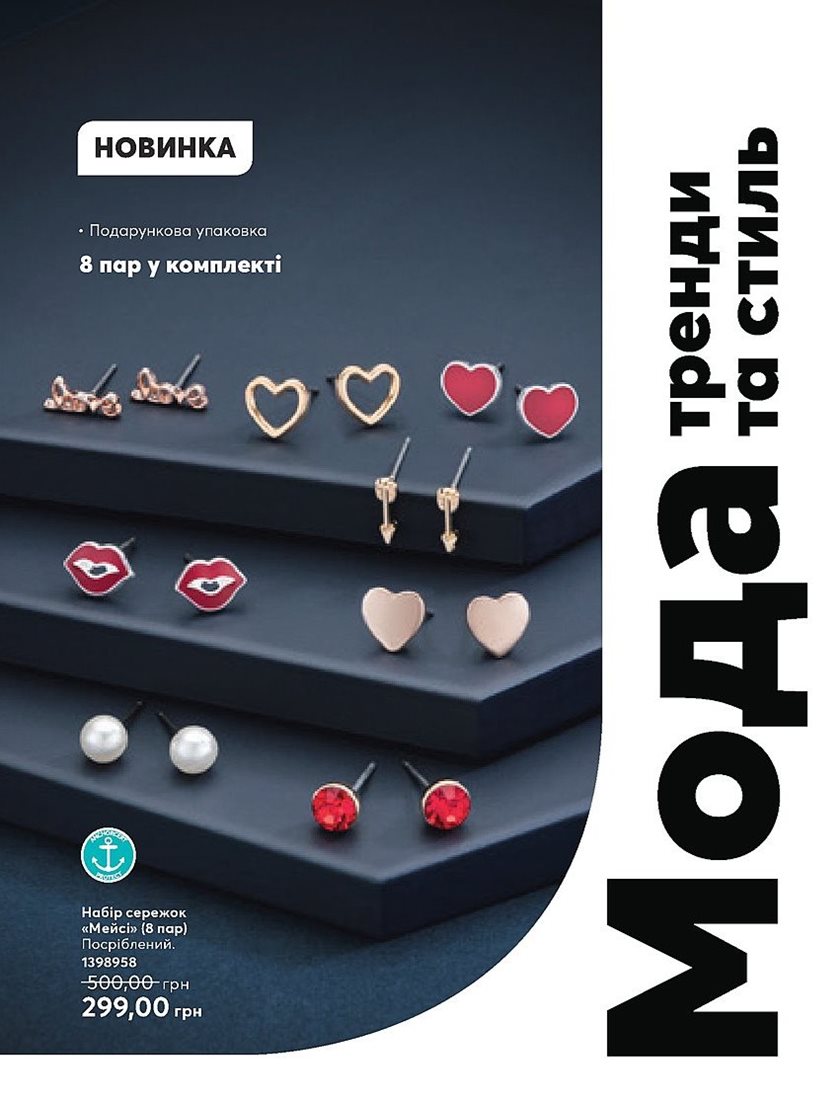 НОВИНКА
• Подарункова упаковка
8 пар у комплекті
Мода
тренди
та стиль
Набір сережок
«Мейсі» (8 пар)
Посріблений.
1398958
500,00 грн
299,00 грн